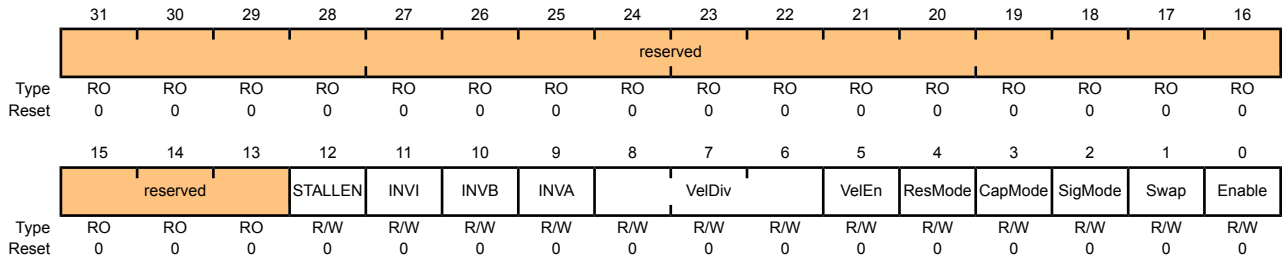 31 30 29 28 27 26 25 24 23 22 21 20 19 18 17 16
reserved
Type RO RO RO RO RO RO RO RO RO RO RO RO RO RO RO RO
Reset 0 0 0 0 0 0 0 0 0 0 0 0 0 0 0 0
15 14 13 12 11 10 9 8 7 6 5 4 3 2 1 0
reserved STALLEN INVI INVB INVA VelDiv VelEn ResMode CapMode SigMode Swap Enable
Type RO RO RO R/W R/W R/W R/W R/W R/W R/W R/W R/W R/W R/W R/W R/W
Reset 0 0 0 0 0 0 0 0 0 0 0 0 0 0 0 0